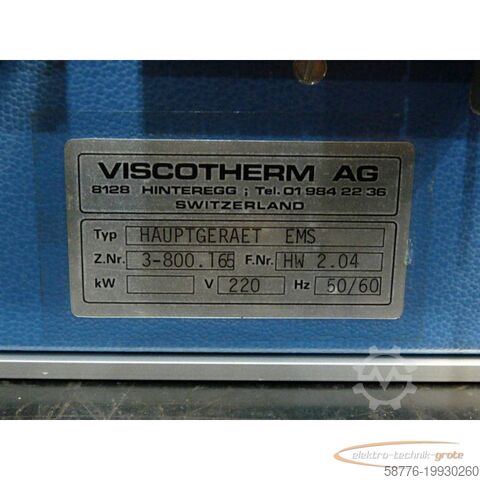 VISCOTHERM AG
8128 HINTEREGG ; Tel. 01 984 22 36
SWITZERLAND
Typ HAUPTGERAET EMS
Z.Nr. 3-800.165 F.Nr. HW 2.04
kW V 220 Hz 50/60
elektro-technik-grote
58776-19930260